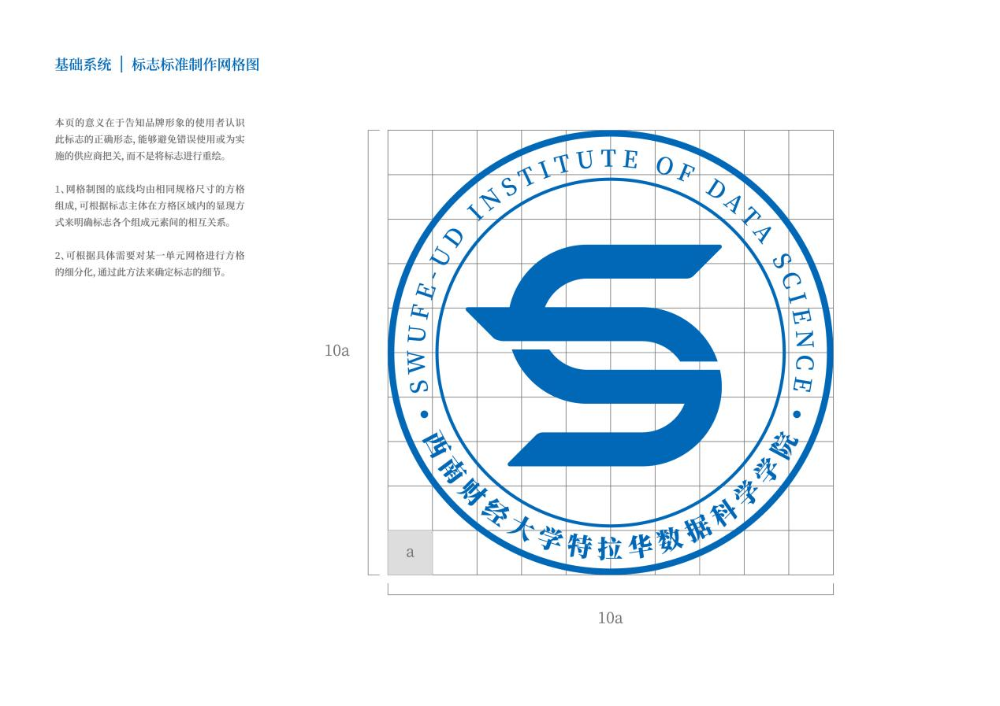 基础系统 | 标志标准制作网格图
本页的意义在于告知品牌形象的使用者认识
此标志的正确形态, 能够避免错误使用或为实
施的供应商把关, 而不是将标志进行重绘。
1、网格制图的底线均由相同规格尺寸的方格
组成, 可根据标志主体在方格区域内的显现方
式来明确标志各个组成元素间的相互关系。
2、可根据具体需要对某一单元网格进行方格
的细分化, 通过此方法来确定标志的细节。
SWUFE-UD INSTITUTE OF DATA SCIENCE
西南财经大学特拉华数据科学学院
10a
a
10a